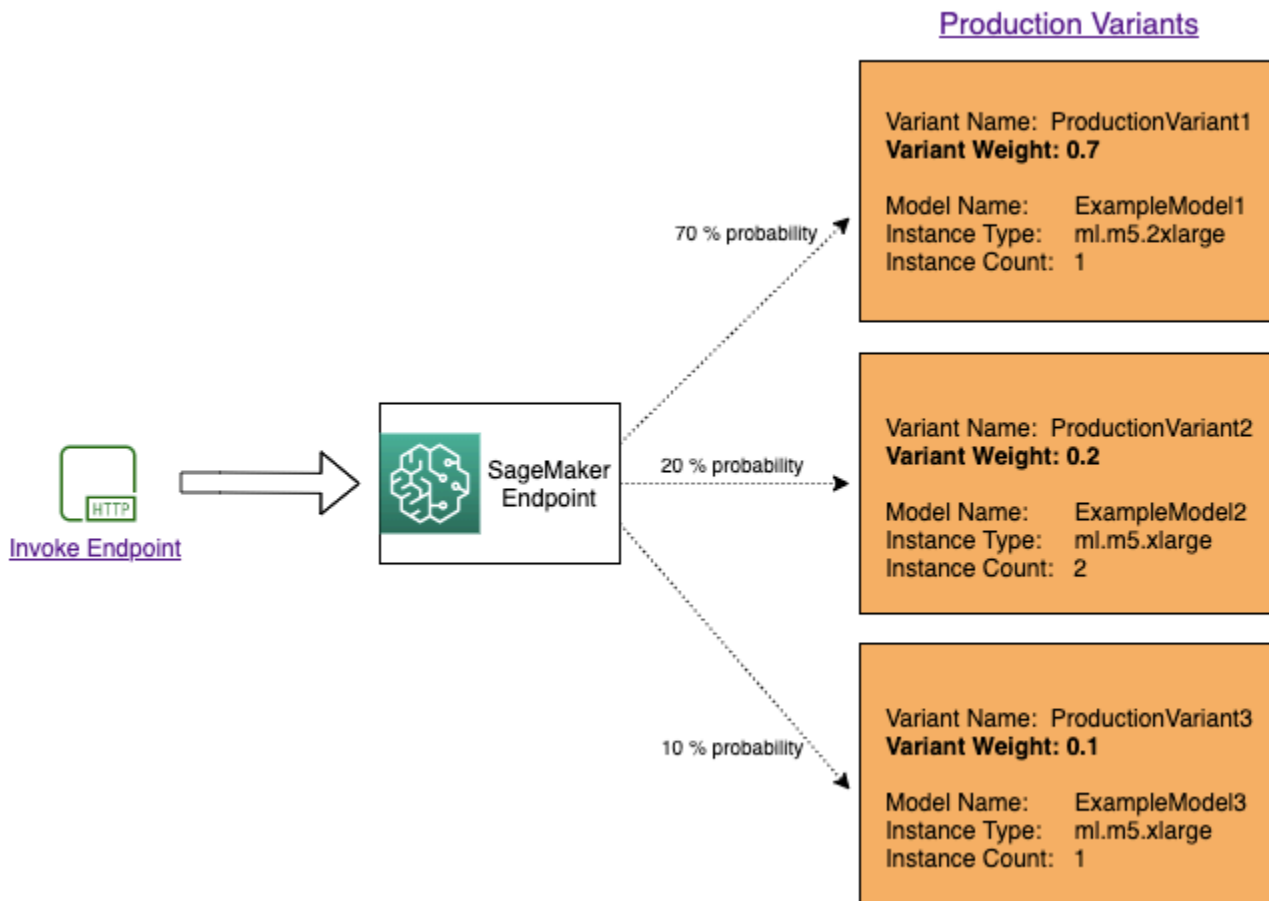 Production Variants
Variant Name: ProductionVariant1
Variant Weight: 0.7
Model Name: ExampleModel1
Instance Type: ml.m5.2xlarge
Instance Count: 1
70 % probability
Variant Name: ProductionVariant2
Variant Weight: 0.2
Model Name: ExampleModel2
Instance Type: ml.m5.xlarge
Instance Count: 2
20 % probability
SageMaker
Endpoint
HTTP
Invoke Endpoint
10 % probability
Variant Name: ProductionVariant3
Variant Weight: 0.1
Model Name: ExampleModel3
Instance Type: ml.m5.xlarge
Instance Count: 1